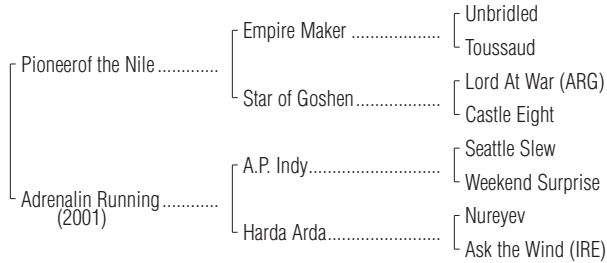 Unbridled
Empire Maker ..................
Toussaud
Pioneerof the Nile .............
Lord At War (ARG)
Star of Goshen .................
Castle Eight
Seattle Slew
A.P. Indy..........................
Weekend Surprise
Adrenalin Running ............
(2001)
Nureyev
Harda Arda......................
Ask the Wind (IRE)